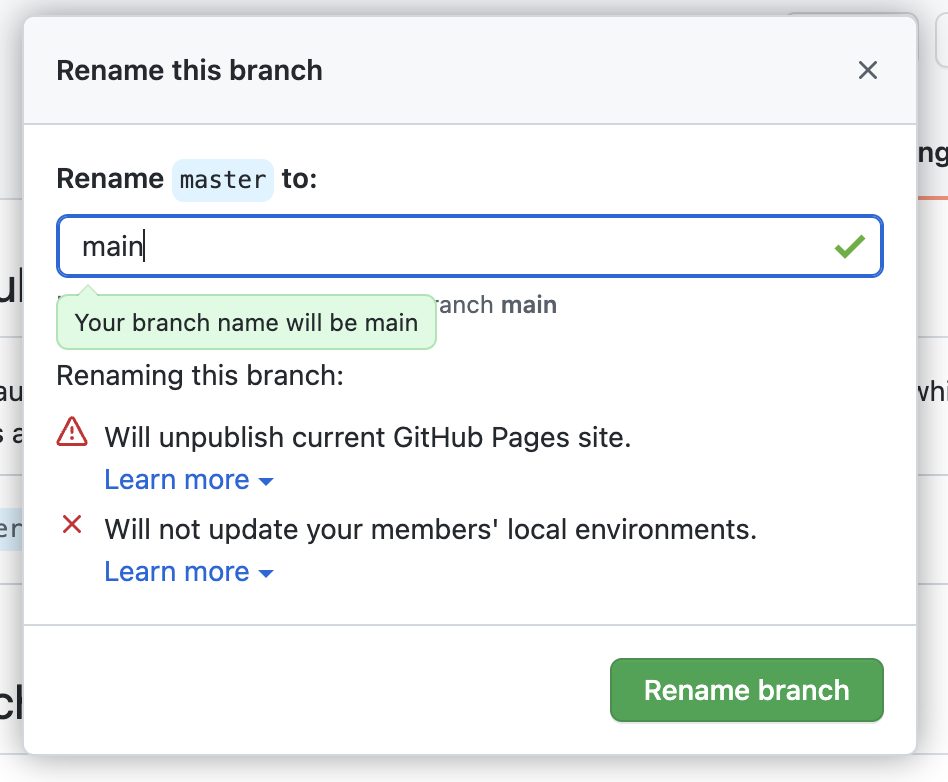 Rename this branch
Rename master to:
main
ranch main
Your branch name will be main
Renaming this branch:
Will unpublish current GitHub Pages site.
Learn more
Will not update your members' local environments.
Learn more
Rename branch